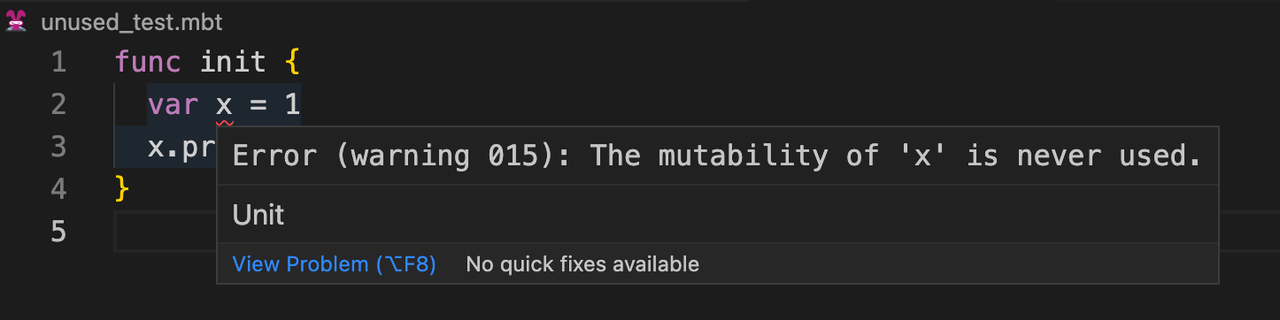 unused_test.mbt
1 func init {
2 var x = 1
3 x.pr
Error (warning 015): The mutability of 'x' is never used.
4 }
Unit
5
View Problem (⌥F8) No quick fixes available